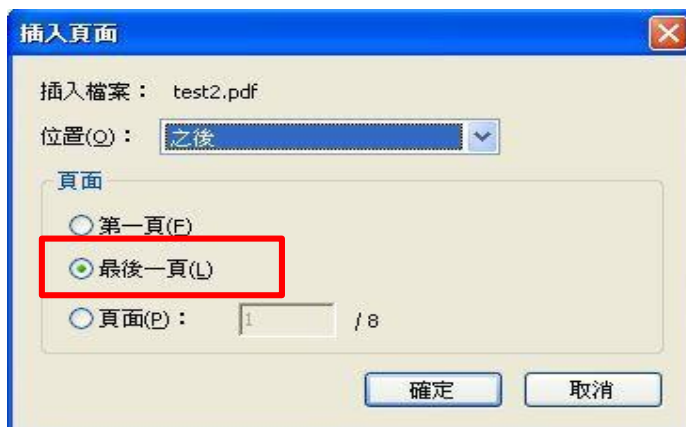 插入頁面
插入檔案： test2.pdf
位置(O)： 之後
頁面
第一頁(F)
最後一頁(L)
頁面(P)： 1 / 8
確定 取消